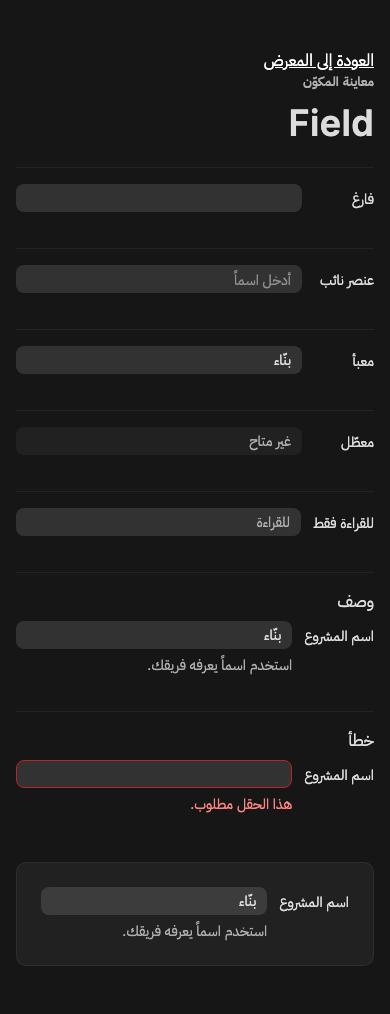 العودة إلى المعرض
معاينة المكوّن
Field
فارغ
عنصر نائب
أدخل اسماً
معبأ
بنّاء
معطّل
غير متاح
للقراءة فقط
للقراءة
وصف
اسم المشروع
بنّاء
استخدم اسماً يعرفه فريقك.
خطأ
اسم المشروع
هذا الحقل مطلوب.
اسم المشروع
بنّاء
استخدم اسماً يعرفه فريقك.